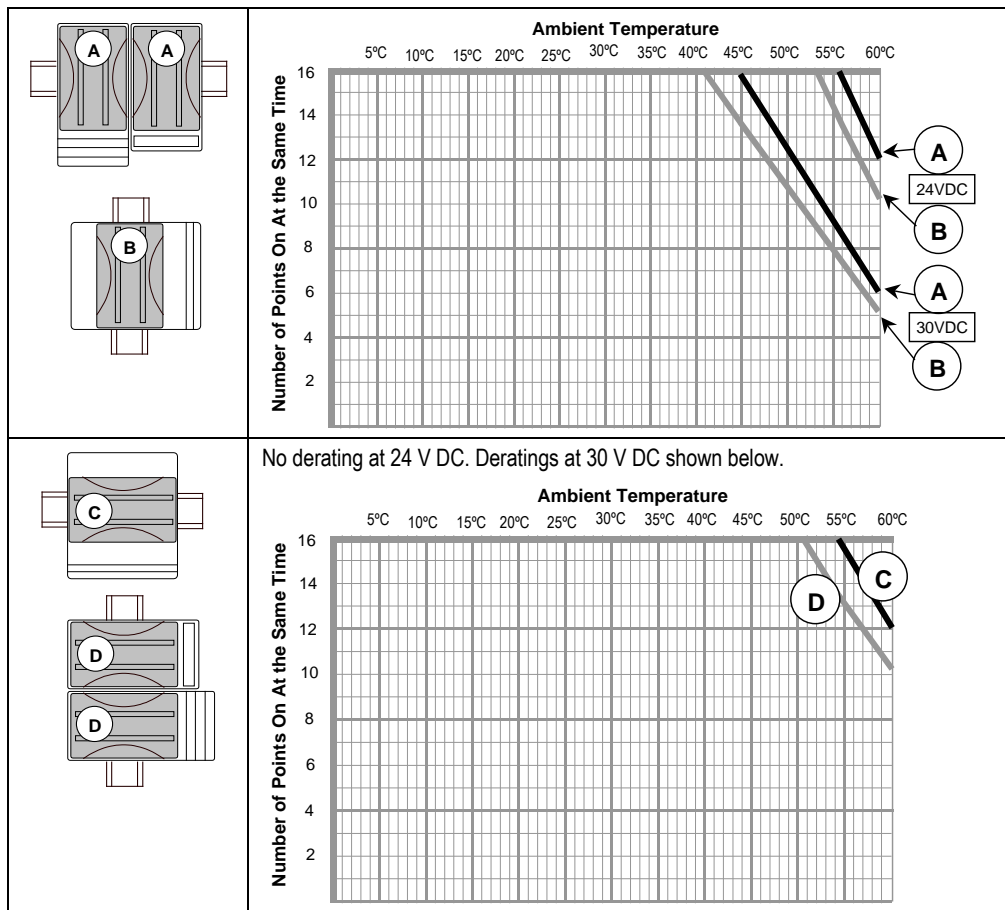 A A
B
Ambient Temperature
5ºC 10ºC 15ºC 20ºC 25ºC 30ºC 35ºC 40ºC 45ºC 50ºC 55ºC 60ºC
Number of Points On At the Same Time
16
14
12
10
8
6
4
2
A
24VDC
B
A
30VDC
B
C
D
D
No derating at 24 V DC. Deratings at 30 V DC shown below.
Ambient Temperature
5ºC 10ºC 15ºC 20ºC 25ºC 30ºC 35ºC 40ºC 45ºC 50ºC 55ºC 60ºC
Number of Points On At the Same Time
16
14
12
10
8
6
4
2
C
D